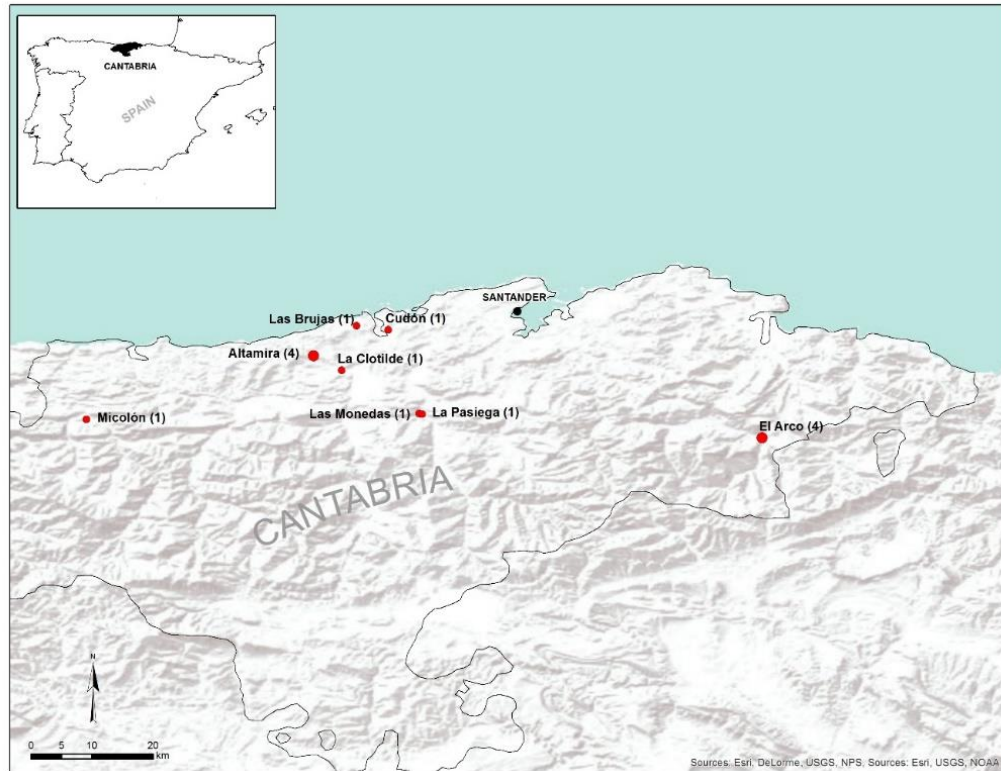 CANTABRIA
SPAIN
SANTANDER
Las Brujas (1)
Cudón (1)
Altamira (4)
La Clotilde (1)
Micolón (1)
Las Monedas (1)
La Pasiega (1)
El Arco (4)
CANTABRIA
N
0 5 10 20
km
Sources: Esri, DeLorme, USGS, NPS, Sources: Esri, USGS, NOAA